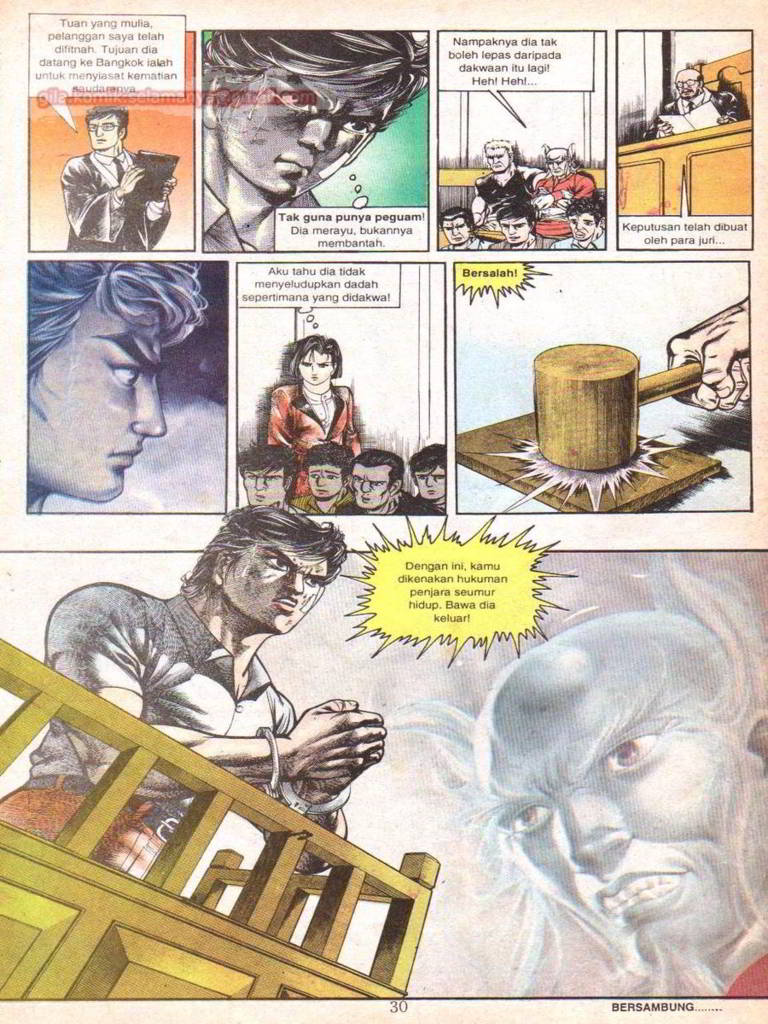 Tuan yang mulia,
pelanggan saya telah
difitnah. Tujuan dia
datang ke Bangkok ialah
untuk menyiasat kematian
saudaranya
Tak guna punya peguam!
Dia merayu, bukannya
membantah.
Nampaknya dia tak
boleh lepas daripada
dakwaan itu lagi!
Heh! Heh!...
Keputusan telah dibuat
oleh para juri...
Aku tahu dia tidak
menyeludupkan dadah
sepertimana yang didakwa!
Bersalah!
Dengan ini, kamu
dikenakan hukuman
penjara seumur
hidup. Bawa dia
keluar!
30
BERSAMBUNG........